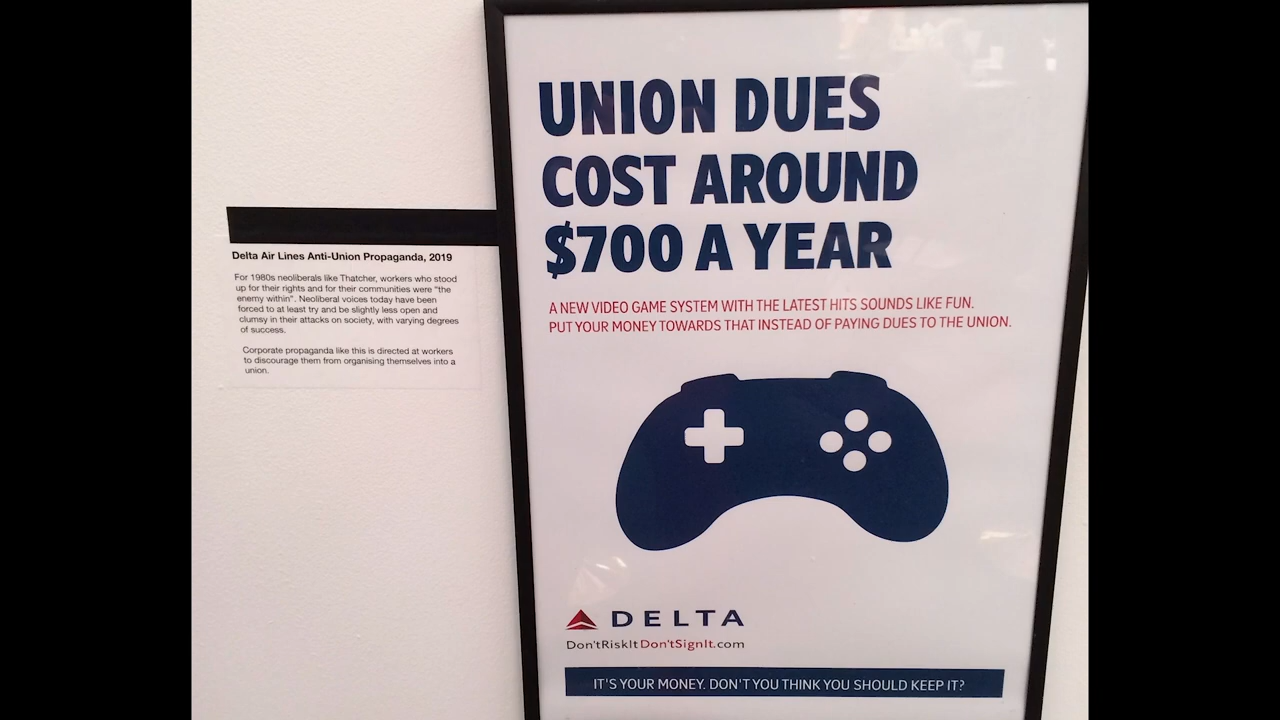 Delta Air Lines Anti-Union Propaganda, 2019
For 1980s neoliberals like Thatcher, workers who stood
up for their rights and for their communities were "the
enemy within". Neoliberal voices today have been
forced to at least try and be slightly less open and
clumsy in their attacks on society, with varying degrees
of success.
Corporate propaganda like this is directed at workers
to discourage them from organising themselves into a
union.
UNION DUES
COST AROUND
$700 A YEAR
A NEW VIDEO GAME SYSTEM WITH THE LATEST HITS SOUNDS LIKE FUN.
PUT YOUR MONEY TOWARDS THAT INSTEAD OF PAYING DUES TO THE UNION.
DELTA
Don'tRiskItDon'tSignIt.com
IT'S YOUR MONEY. DON'T YOU THINK YOU SHOULD KEEP IT?